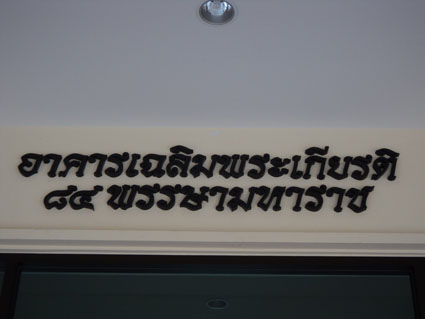 อาคารเฉลิมพระเกียรติ
๘๔ พรรษามหาราช